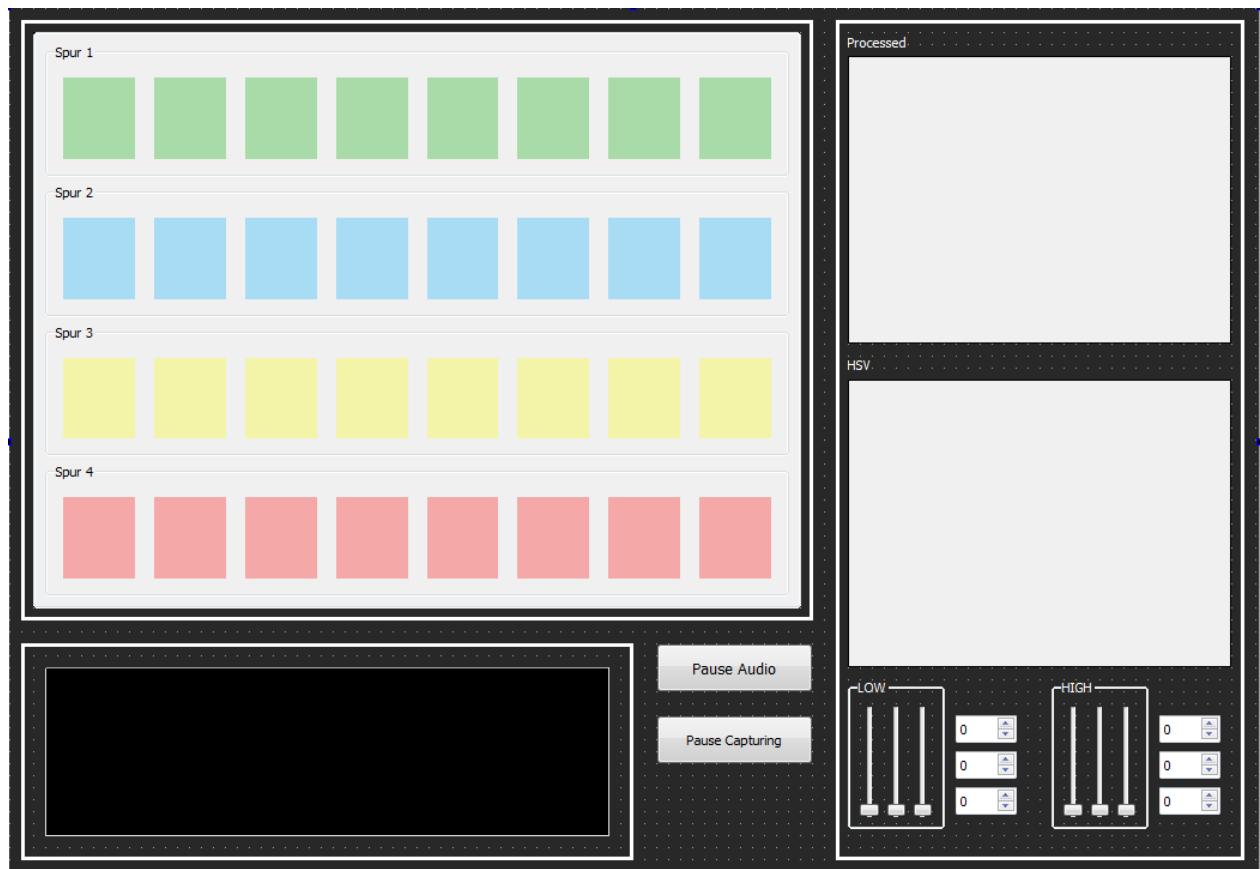 Spur 1
Spur 2
Spur 3
Spur 4
Pause Audio
Pause Capturing
Processed
HSV
LOW
0
0
0
HIGH
0
0
0